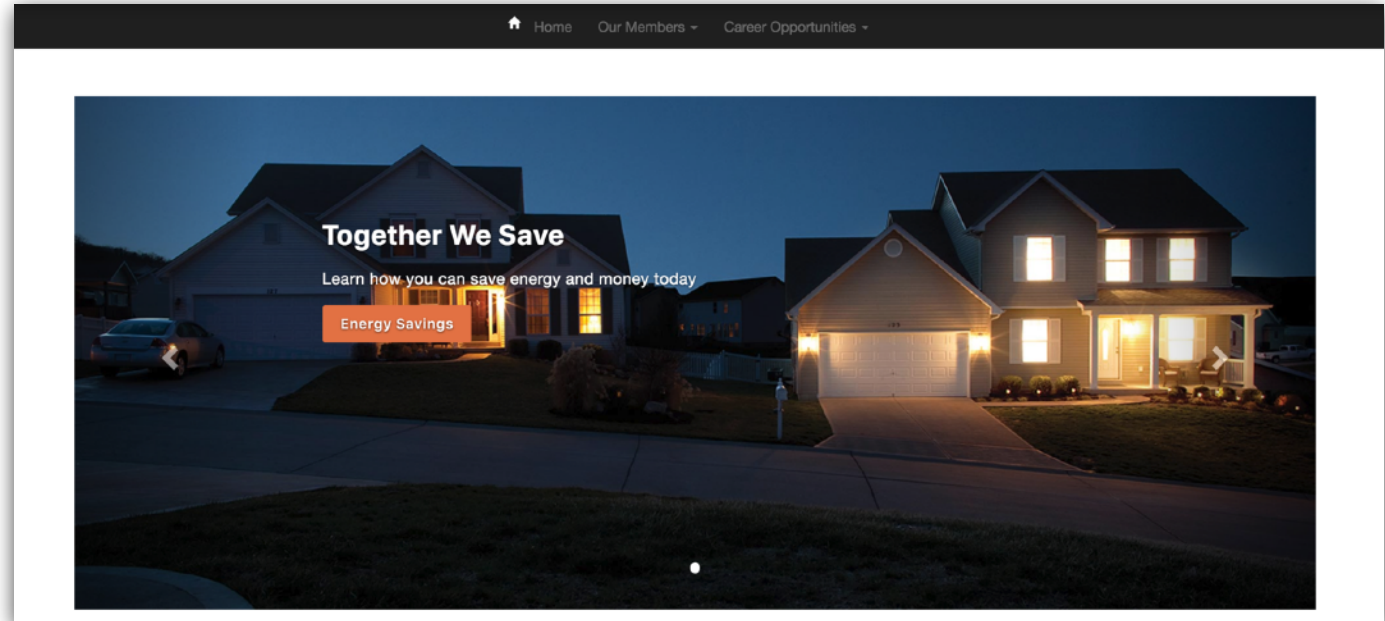 Home Our Members Career Opportunities
Together We Save
Learn how you can save energy and money today
Energy Savings